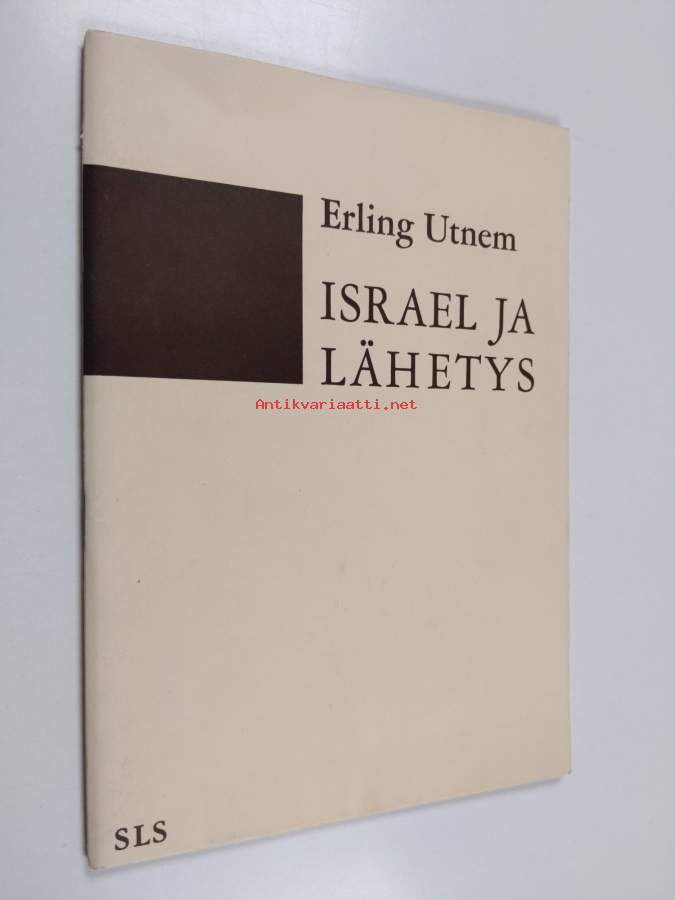 Erling Utnem
ISRAEL JA
LÄHETYS
Antikvariaatti.net
SLS